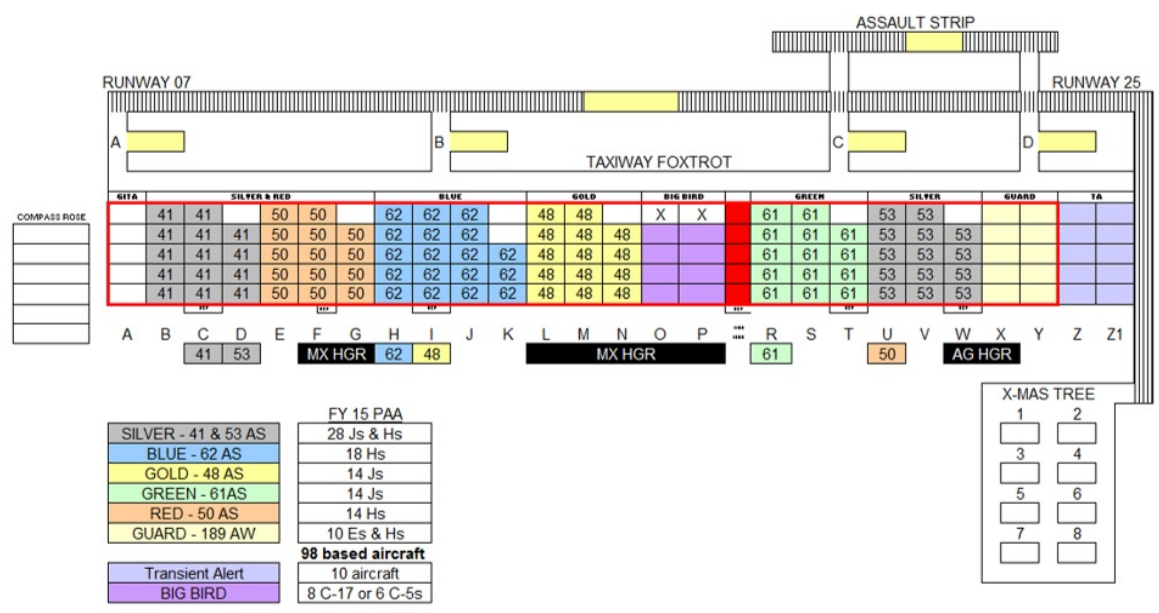 ASSAULT STRIP
RUNWAY 07
RUNWAY 25
A B C D
TAXIWAY FOXTROT
GITA SILVER & RED BLUE GOLD BIG BIRD GREEN SILVER GUARD TA
COMPASS ROSE
41 41 50 50 62 62 62 48 48 X X 61 61 53 53
41 41 41 50 50 50 62 62 62 48 48 48 61 61 61 53 53 53
41 41 41 50 50 50 62 62 62 62 48 48 48 61 61 61 53 53 53
41 41 41 50 50 50 62 62 62 62 48 48 48 61 61 61 53 53 53
41 41 41 50 50 50 62 62 62 62 48 48 48 61 61 61 53 53 53
A B C D E F G H I J K L M N O P R S T U V W X Y Z Z1
41 53 MX HGR 62 48 MX HGR 61 50 AG HGR
X-MAS TREE
1 2
3 4
5 6
7 8
FY 15 PAA
SILVER - 41 & 53 AS 28 Js & Hs
BLUE - 62 AS 18 Hs
GOLD - 48 AS 14 Js
GREEN - 61AS 14 Js
RED - 50 AS 14 Hs
GUARD - 189 AW 10 Es & Hs
98 based aircraft
Transient Alert 10 aircraft
BIG BIRD 8 C-17 or 6 C-5s